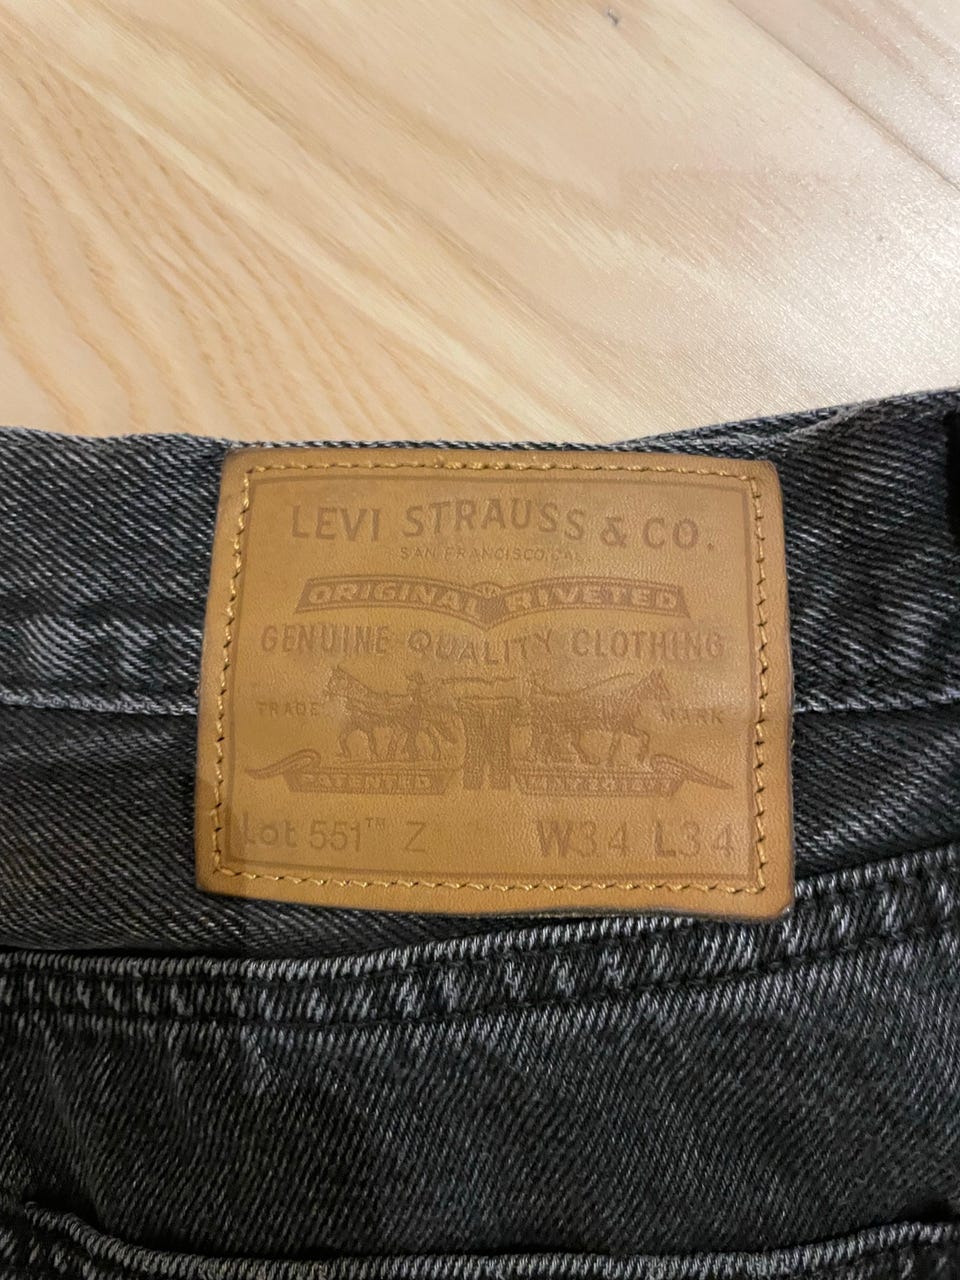 LEVI STRAUSS & CO.
SAN FRANCISCO CAL
ORIGINAL RIVETED
GENUINE QUALITY CLOTHING
TRADE MARK
PATENTED
Lot 551™ Z W34 L34